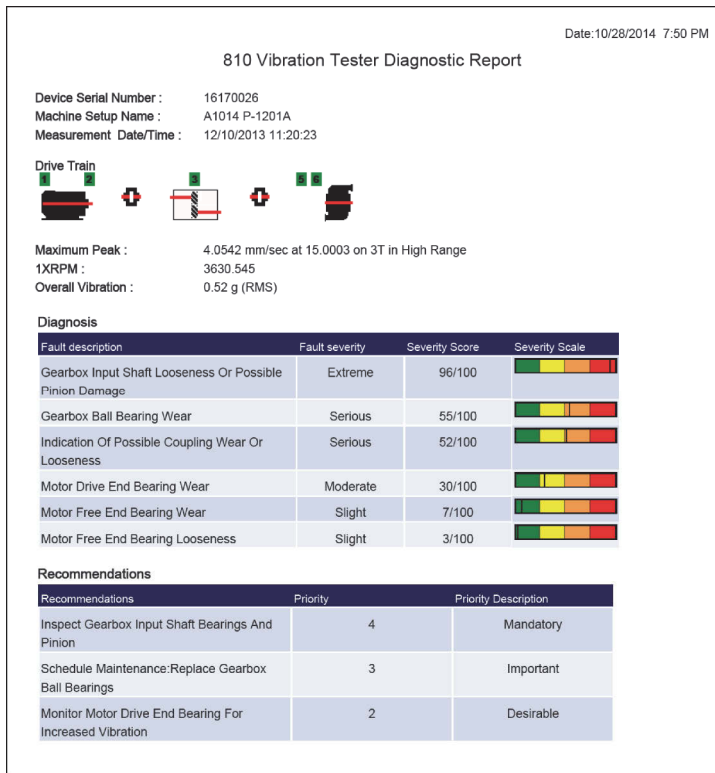 Date:10/28/2014 7:50 PM
810 Vibration Tester Diagnostic Report
Device Serial Number : 16170026
Machine Setup Name : A1014 P-1201A
Measurement Date/Time : 12/10/2013 11:20:23
Drive Train
1 2 3 5 6
Maximum Peak : 4.0542 mm/sec at 15.0003 on 3T in High Range
1XRPM : 3630.545
Overall Vibration : 0.52 g (RMS)
Diagnosis
Fault description Fault severity Severity Score Severity Scale
Gearbox Input Shaft Looseness Or Possible Extreme 96/100
Pinion Damage
Gearbox Ball Bearing Wear Serious 55/100
Indication Of Possible Coupling Wear Or Serious 52/100
Looseness
Motor Drive End Bearing Wear Moderate 30/100
Motor Free End Bearing Wear Slight 7/100
Motor Free End Bearing Looseness Slight 3/100
Recommendations
Recommendations Priority Priority Description
Inspect Gearbox Input Shaft Bearings And 4 Mandatory
Pinion
Schedule Maintenance:Replace Gearbox 3 Important
Ball Bearings
Monitor Motor Drive End Bearing For 2 Desirable
Increased Vibration